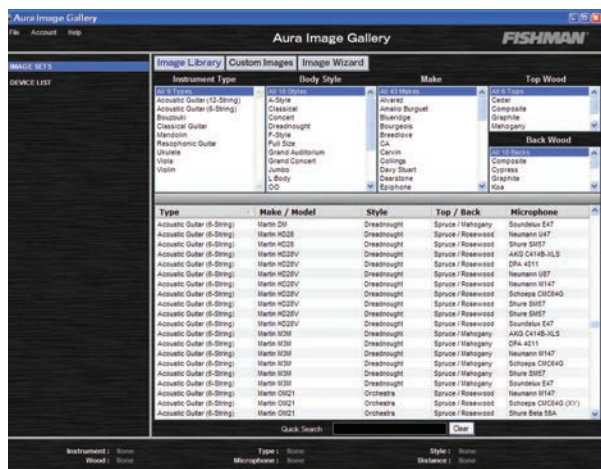 Aura Image Gallery
File Account Help
Aura Image Gallery
FISHMAN
IMAGE SETS
DEVICE LIST
Image Library Custom Images Image Wizard
Instrument Type
All 9 Types
Acoustic Guitar (12-String)
Acoustic Guitar (6-String)
Bouzouki
Classical Guitar
Mandolin
Resophonic Guitar
Ukulele
Viola
Violin
Body Style
All 18 Styles
A-Style
Classical
Concert
Dreadnought
F-Style
Full Size
Grand Auditorium
Grand Concert
Jumbo
L Body
OO
Make
All 43 Makes
Alvarez
Amalio Burguet
Blueridge
Bourgeois
Breedlove
CA
Carvin
Collings
Davy Stuart
Dearstone
Epiphone
Top Wood
All 6 Tops
Cedar
Composite
Graphite
Mahogany
Back Wood
All 10 Backs
Composite
Cypress
Graphite
Koa
Type Make / Model Style Top / Back Microphone
Acoustic Guitar (6-String) Martin DM Dreadnought Spruce / Mahogany Soundelux E47
Acoustic Guitar (6-String) Martin HD28 Dreadnought Spruce / Rosewood Neumann U47
Acoustic Guitar (6-String) Martin HD28 Dreadnought Spruce / Rosewood Shure SM57
Acoustic Guitar (6-String) Martin HD28V Dreadnought Spruce / Rosewood AKG C414B-XLS
Acoustic Guitar (6-String) Martin HD28V Dreadnought Spruce / Rosewood DPA 4011
Acoustic Guitar (6-String) Martin HD28V Dreadnought Spruce / Rosewood Neumann U87
Acoustic Guitar (6-String) Martin HD28V Dreadnought Spruce / Rosewood Neumann M147
Acoustic Guitar (6-String) Martin HD28V Dreadnought Spruce / Rosewood Schoeps CMC64G
Acoustic Guitar (6-String) Martin HD28V Dreadnought Spruce / Rosewood Shure SM57
Acoustic Guitar (6-String) Martin HD28V Dreadnought Spruce / Rosewood Shure SM57
Acoustic Guitar (6-String) Martin HD28V Dreadnought Spruce / Rosewood Soundelux E47
Acoustic Guitar (6-String) Martin M3M Dreadnought Spruce / Mahogany AKG C414B-XLS
Acoustic Guitar (6-String) Martin M3M Dreadnought Spruce / Mahogany DPA 4011
Acoustic Guitar (6-String) Martin M3M Dreadnought Spruce / Mahogany Neumann M147
Acoustic Guitar (6-String) Martin M3M Dreadnought Spruce / Mahogany Schoeps CMC64G
Acoustic Guitar (6-String) Martin M3M Dreadnought Spruce / Mahogany Shure SM57
Acoustic Guitar (6-String) Martin M3M Dreadnought Spruce / Mahogany Soundelux E47
Acoustic Guitar (6-String) Martin OM21 Orchestra Spruce / Rosewood Neumann M147
Acoustic Guitar (6-String) Martin OM21 Orchestra Spruce / Rosewood Schoeps CMC64G (XY)
Acoustic Guitar (6-String) Martin OM21 Orchestra Spruce / Rosewood Shure Beta 58A
Quick Search Clear
Instrument : None Type : None Style : None
Wood : None Microphone : None Distance : None